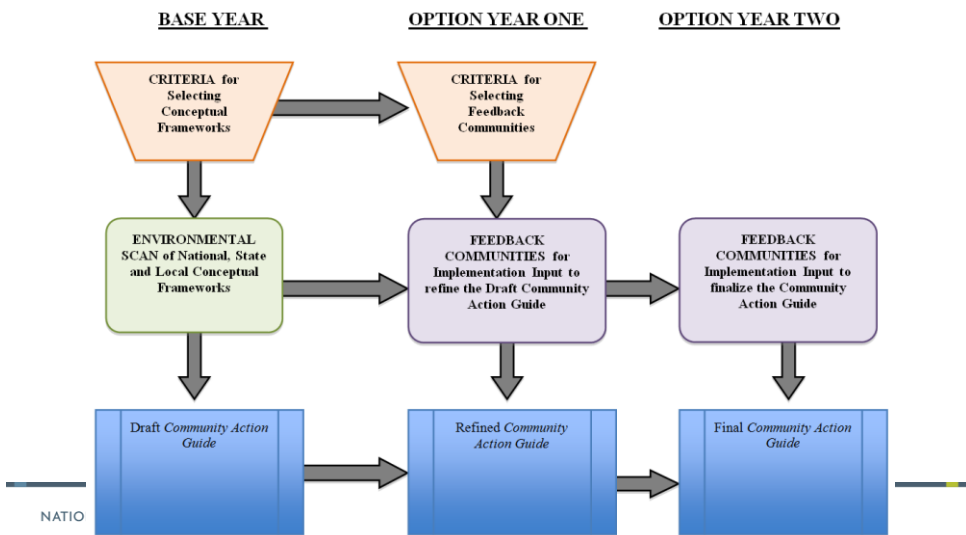 BASE YEAR
OPTION YEAR ONE
OPTION YEAR TWO
CRITERIA for
Selecting
Conceptual
Frameworks
CRITERIA for
Selecting
Feedback
Communities
ENVIRONMENTAL
SCAN of National, State
and Local Conceptual
Frameworks
FEEDBACK
COMMUNITIES for
Implementation Input to
refine the Draft Community
Action Guide
FEEDBACK
COMMUNITIES for
Implementation Input to
finalize the Community
Action Guide
Draft Community Action
Guide
Refined Community
Action Guide
Final Community Action
Guide
NATIO